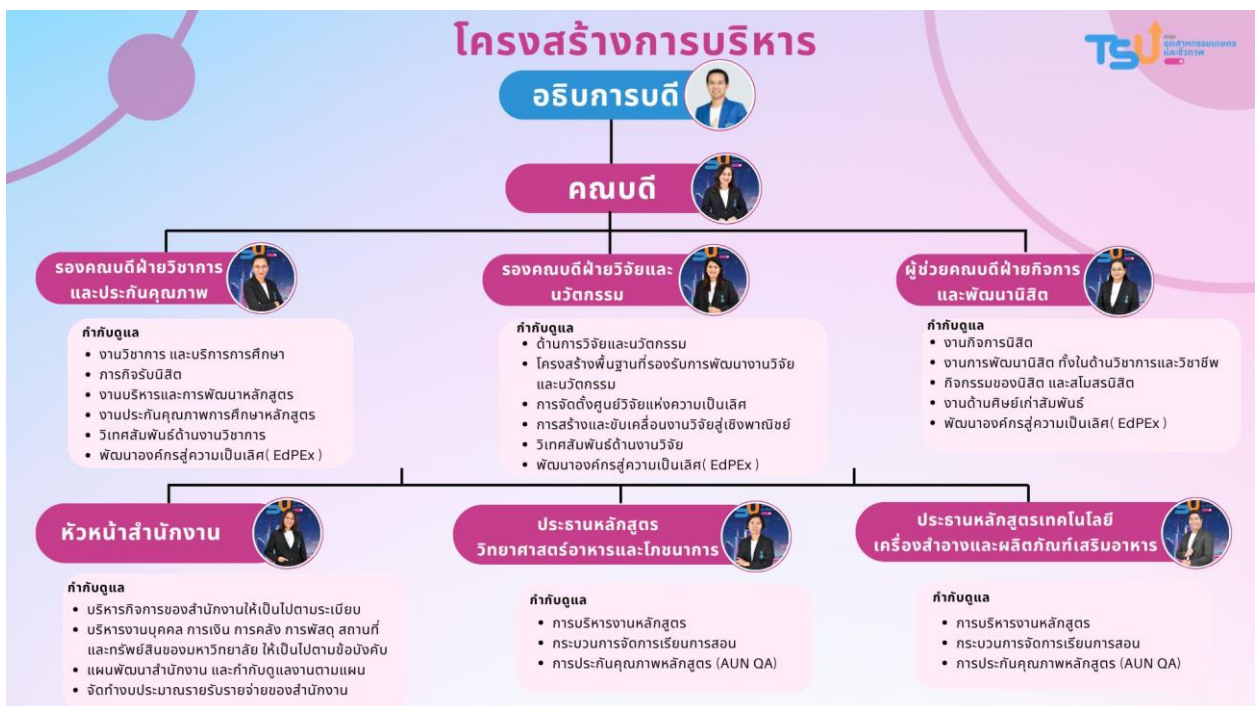 โครงสร้างการบริหาร
TSU
คณะ
อุตสาหกรรมเกษตร
และชีวภาพ
อธิบการบดี
คณบดี
รองคณบดีฝ่ายวิชาการ
และประกันคุณภาพ
กำกับดูแล
• งานวิชาการ และบริการการศึกษา
• ภารกิจรับนิสิต
• งานบริหารและการพัฒนาหลักสูตร
• งานประกันคุณภาพการศึกษาหลักสูตร
• วิเทศสัมพันธ์ด้านงานวิชาการ
• พัฒนาองค์กรสู่ความเป็นเลิศ( EdPEx )
รองคณบดีฝ่ายวิจัยและ
นวัตกรรม
กำกับดูแล
• ด้านการวิจัยและนวัตกรรม
• โครงสร้างพื้นฐานที่รองรับการพัฒนางานวิจัย
และนวัตกรรม
• การจัดตั้งศูนย์วิจัยแห่งความเป็นเลิศ
• การสร้างและขับเคลื่อนงานวิจัยสู่เชิงพาณิชย์
• วิเทศสัมพันธ์ด้านงานวิจัย
• พัฒนาองค์กรสู่ความเป็นเลิศ( EdPEx )
ผู้ช่วยคณบดีฝ่ายกิจการ
และพัฒนานิสิต
กำกับดูแล
• งานกิจการนิสิต
• งานการพัฒนานิสิต ทั้งในด้านวิชาการและวิชาชีพ
• กิจกรรมของนิสิต และสโมสรนิสิต
• งานด้านศิษย์เก่าสัมพันธ์
• พัฒนาองค์กรสู่ความเป็นเลิศ( EdPEx )
หัวหน้าสำนักงาน
กำกับดูแล
• บริหารกิจการของสำนักงานให้เป็นไปตามระเบียบ
• บริหารงานบุคคล การเงิน การคลัง การพัสดุ สถานที่
และทรัพย์สินของมหาวิทยาลัย ให้เป็นไปตามข้อบังคับ
• แผนพัฒนาสำนักงาน และกำกับดูแลงานตามแผน
• จัดทำงบประมาณรายรับรายจ่ายของสำนักงาน
ประธานหลักสูตร
วิทยาศาสตร์อาหารและโภชนาการ
กำกับดูแล
• การบริหารงานหลักสูตร
• กระบวนการจัดการเรียนการสอน
• การประกันคุณภาพหลักสูตร (AUN QA)
ประธานหลักสูตรเทคโนโลยี
เครื่องสำอางและผลิตภัณฑ์เสริมอาหาร
กำกับดูแล
• การบริหารงานหลักสูตร
• กระบวนการจัดการเรียนการสอน
• การประกันคุณภาพหลักสูตร (AUN QA)